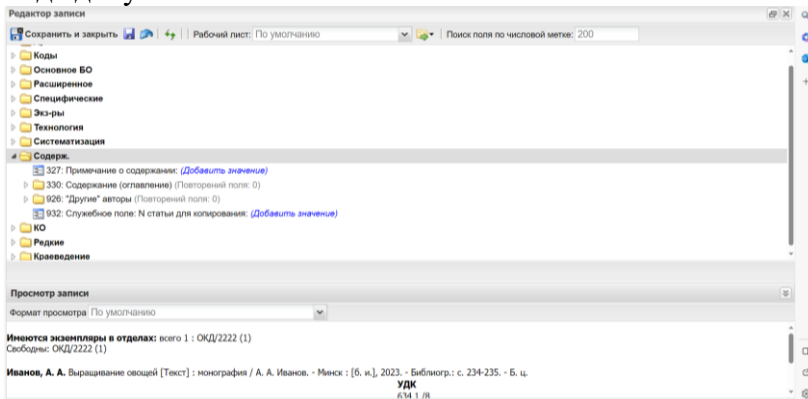 Редактор записи
Сохранить и закрыть Рабочий лист: По умолчанию Поиск поля по числовой метке: 200
Коды
Основное БО
Расширенное
Специфические
Экз-ры
Технология
Систематизация
Содерж.
327: Примечание о содержании: (Добавить значение)
330: Содержание (оглавление) (Повторений поля: 0)
926: "Другие" авторы (Повторений поля: 0)
932: Служебное поле: N статьи для копирования: (Добавить значение)
КО
Редкие
Краеведение
Просмотр записи
Формат просмотра По умолчанию
Имеются экземпляры в отделах: всего 1 : ОКД/2222 (1)
Свободны: ОКД/2222 (1)
Иванов, А. А. Выращивание овощей [Текст] : монография / А. А. Иванов. - Минск : [б. и.], 2023. - Библиогр.: с. 234-235. - Б. ц.
УДК
634.1/8